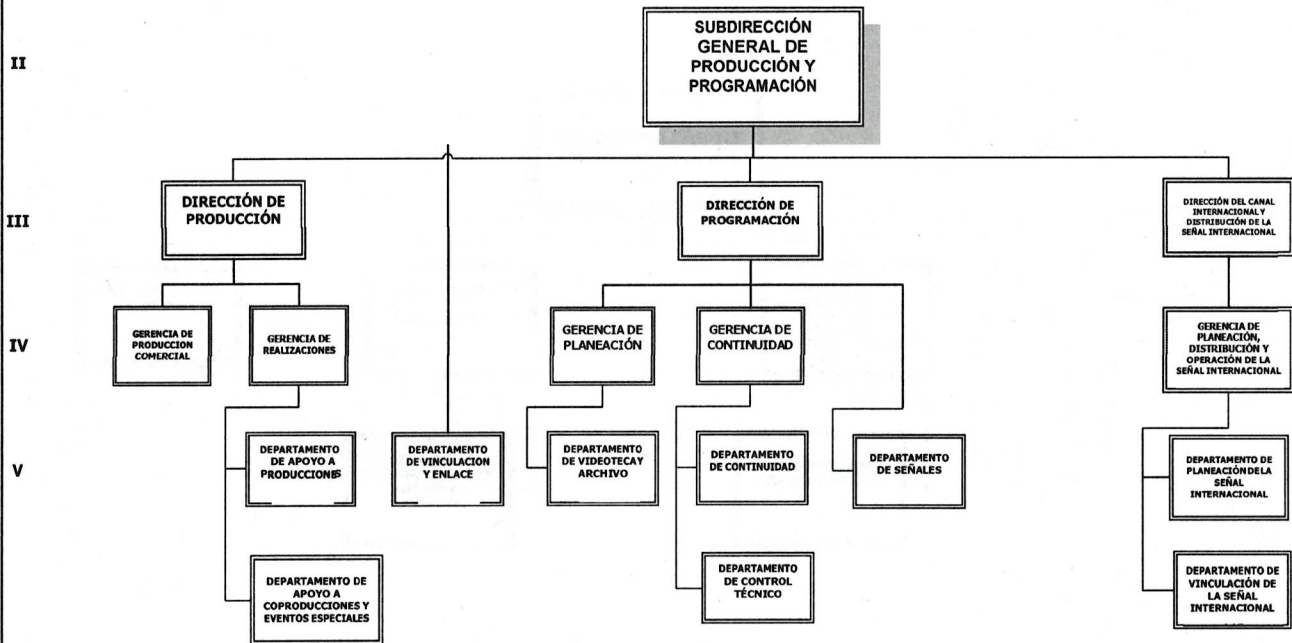 II
SUBDIRECCIÓN
GENERAL DE
PRODUCCIÓN Y
PROGRAMACIÓN
III
DIRECCIÓN DE
PRODUCCIÓN
DIRECCIÓN DE
PROGRAMACIÓN
DIRECCIÓN DEL CANAL
INTERNACIONAL Y
DISTRIBUCIÓN DE LA
SEÑAL INTERNACIONAL
IV
GERENCIA DE
PRODUCCION
COMERCIAL
GERENCIA DE
REALIZACIONES
GERENCIA DE
PLANEACIÓN
GERENCIA DE
CONTINUIDAD
GERENCIA DE
PLANEACIÓN,
DISTRIBUCIÓN Y
OPERACIÓN DE LA
SEÑAL INTERNACIONAL
V
DEPARTAMENTO
DE APOYO A
PRODUCCIONES
DEPARTAMENTO
DE VINCULACION
Y ENLACE
DEPARTAMENTO
DE VIDEOTECA Y
ARCHIVO
DEPARTAMENTO
DE CONTINUIDAD
DEPARTAMENTO
DE SEÑALES
DEPARTAMENTO DE
PLANEACIÓN DE LA
SEÑAL
INTERNACIONAL
DEPARTAMENTO DE
APOYO A
COPRODUCCIONES Y
EVENTOS ESPECIALES
DEPARTAMENTO
DE CONTROL
TÉCNICO
DEPARTAMENTO DE
VINCULACIÓN DE
LA SEÑAL
INTERNACIONAL